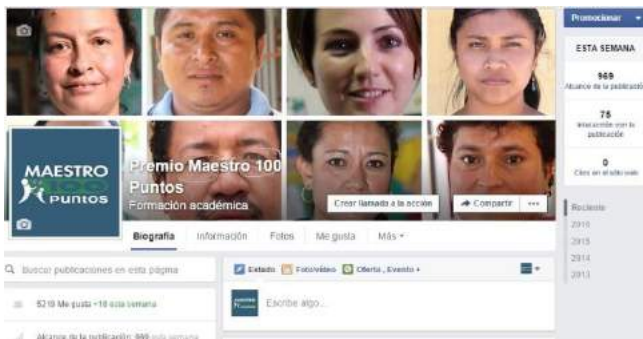 Promocionar
ESTA SEMANA
969
Alcance de la publicació
75
Interacción con la
publicación
0
Clics en el sitio web
Reciente
2016
2015
2014
2013
MAESTRO
100
PUNTOS
Premio Maestro 100
Puntos
Formación académica
Crear llamado a la acción
Compartir
Biografía Información Fotos Me gusta Más
Buscar publicaciones en esta página
5219 Me gusta +18 esta semana
Alcance de la publicación: 969 esta semana
Estado Foto/video Oferta , Evento +
Escribe algo...